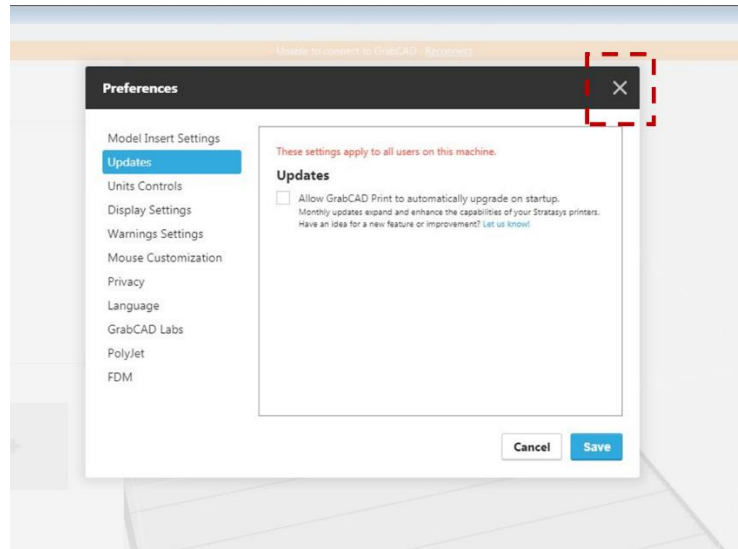 Unable to connect to GrabCAD - Reconnect
Preferences
Model Insert Settings
Updates
Units Controls
Display Settings
Warnings Settings
Mouse Customization
Privacy
Language
GrabCAD Labs
PolyJet
FDM
These settings apply to all users on this machine.
Updates
Allow GrabCAD Print to automatically upgrade on startup.
Monthly updates expand and enhance the capabilities of your Stratasys printers.
Have an idea for a new feature or improvement? Let us know!
Cancel
Save